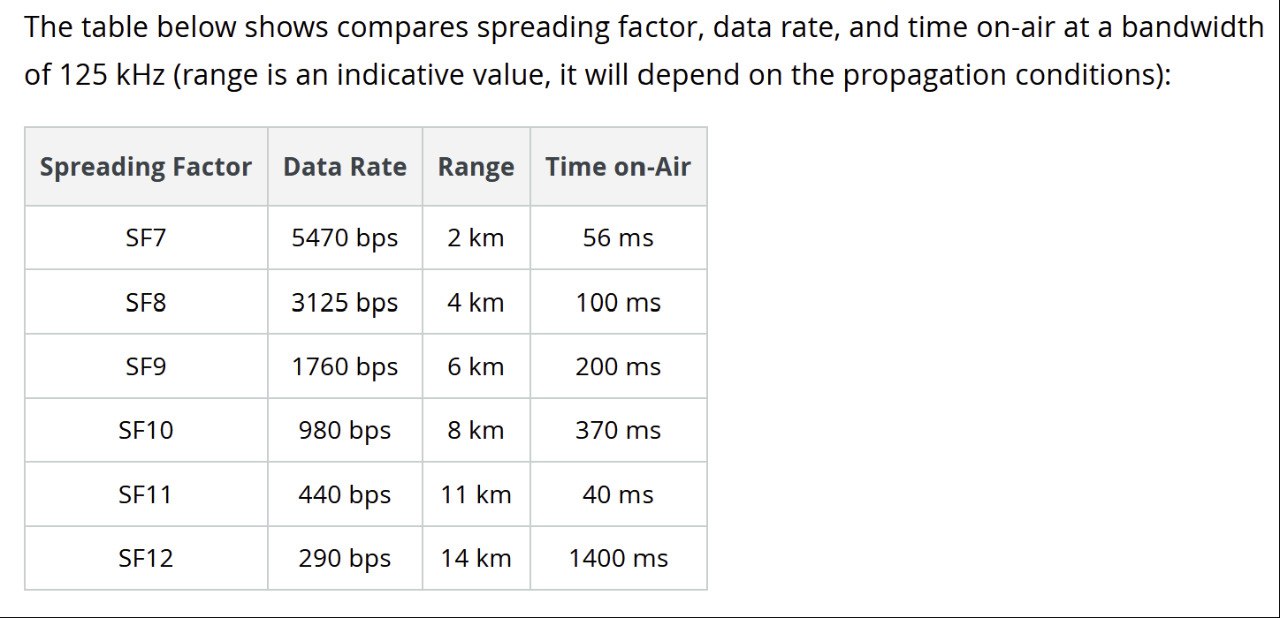 The table below shows compares spreading factor, data rate, and time on-air at a bandwidth
of 125 kHz (range is an indicative value, it will depend on the propagation conditions):
Spreading Factor Data Rate Range Time on-Air
SF7 5470 bps 2 km 56 ms
SF8 3125 bps 4 km 100 ms
SF9 1760 bps 6 km 200 ms
SF10 980 bps 8 km 370 ms
SF11 440 bps 11 km 40 ms
SF12 290 bps 14 km 1400 ms